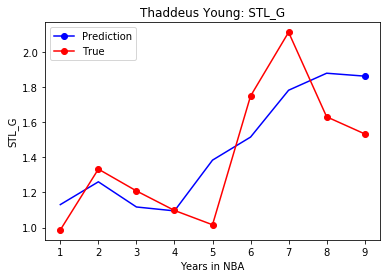 Thaddeus Young: STL_G
Prediction
True
STL_G
2.0
1.8
1.6
1.4
1.2
1.0
1 2 3 4 5 6 7 8 9
Years in NBA